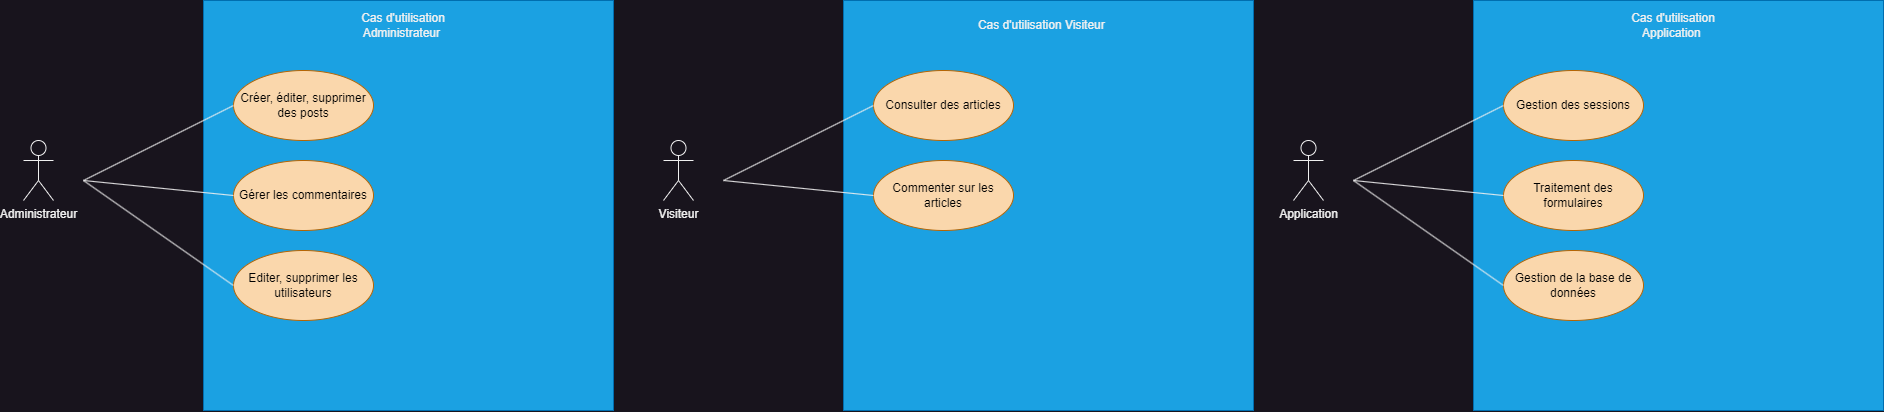 Cas d'utilisation
Administrateur
Créer, éditer, supprimer
des posts
Gérer les commentaires
Editer, supprimer les
utilisateurs
Administrateur
Cas d'utilisation Visiteur
Consulter des articles
Commenter sur les
articles
Visiteur
Cas d'utilisation
Application
Gestion des sessions
Traitement des
formulaires
Gestion de la base de
données
Application